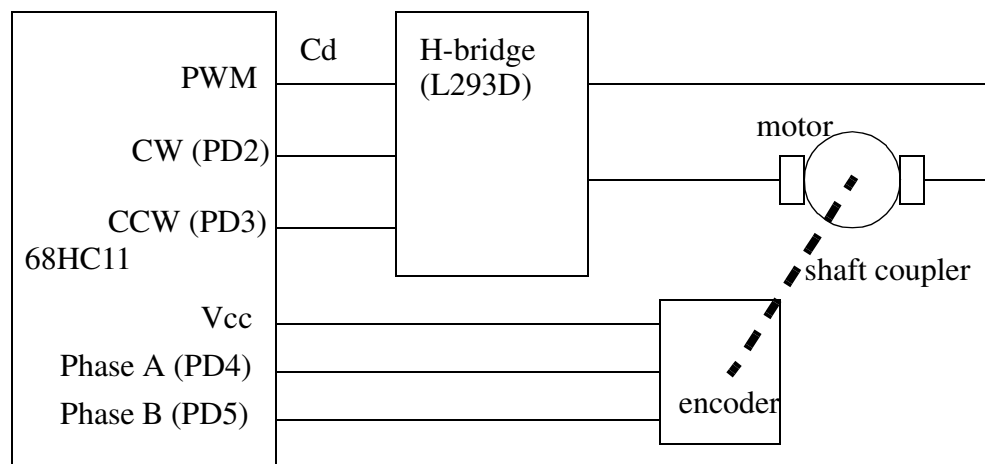 Cd
H-bridge
(L293D)
PWM
motor
CW (PD2)
CCW (PD3)
68HC11
shaft coupler
Vcc
Phase A (PD4)
encoder
Phase B (PD5)